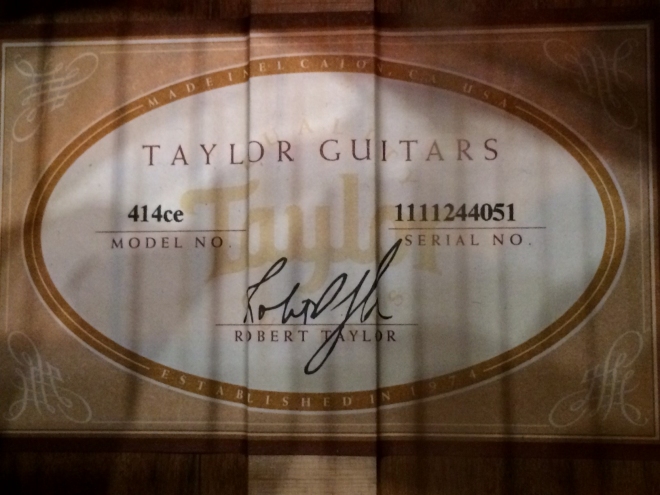 MADE IN EL CAJON, CA, USA
TAYLOR GUITARS
Taylor
414ce
1111244051
MODEL NO.
SERIAL NO.
ROBERT TAYLOR
ESTABLISHED IN 1974